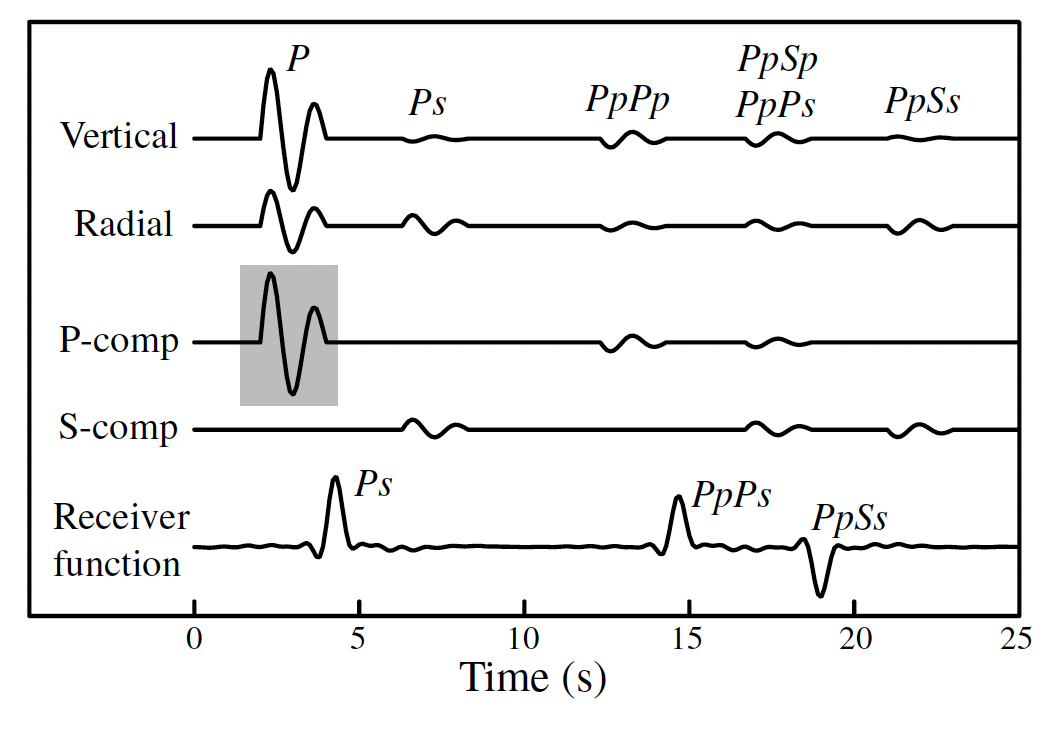 P
PpSp
Ps
PpPp
PpPs
PpSs
Vertical
Radial
P-comp
S-comp
Ps
PpPs
PpSs
Receiver
function
0 5 10 15 20 25
Time (s)